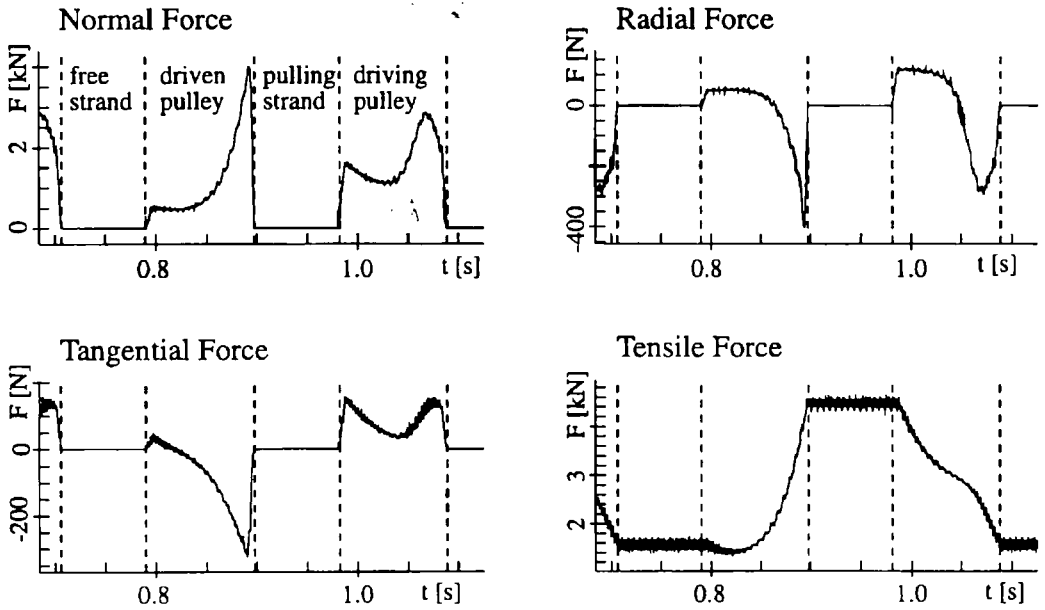 Normal Force
F [kN]
free strand
driven pulley
pulling strand
driving pulley
2
0
0.8
1.0
t [s]
Radial Force
F [N]
0
-400
0.8
1.0
t [s]
Tangential Force
F [N]
0
-200
0.8
1.0
t [s]
Tensile Force
F [kN]
3
2
0.8
1.0
t [s]